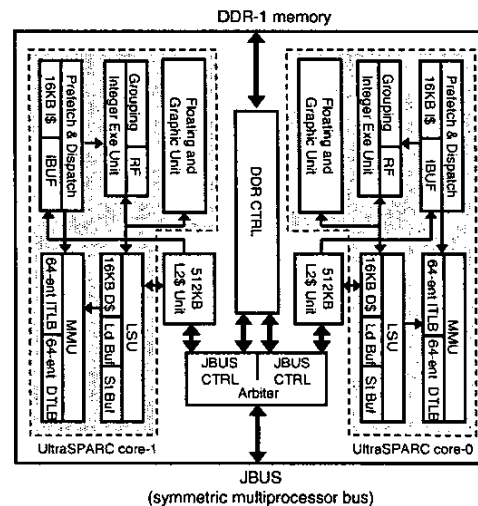 DDR-1 memory
Prefetch & Dispatch
16KB I$
iBUF
Grouping
Integer Exe Unit
RF
Floating and
Graphic Unit
DDR CTRL
Floating and
Graphic Unit
Grouping
Integer Exe Unit
RF
Prefetch & Dispatch
16KB I$
IBUF
MMU
64-ent ITLB
64-ent DTLB
LSU
16KB D$
Ld Buf
St Buf
512KB
L2$ Unit
512KB
L2$ Unit
LSU
16KB D$
Ld Buf
St Buf
MMU
64-ent ITLB
64-ent DTLB
JBUS
CTRL
JBUS
CTRL
Arbiter
UltraSPARC core-1
UltraSPARC core-0
JBUS
(symmetric multiprocessor bus)